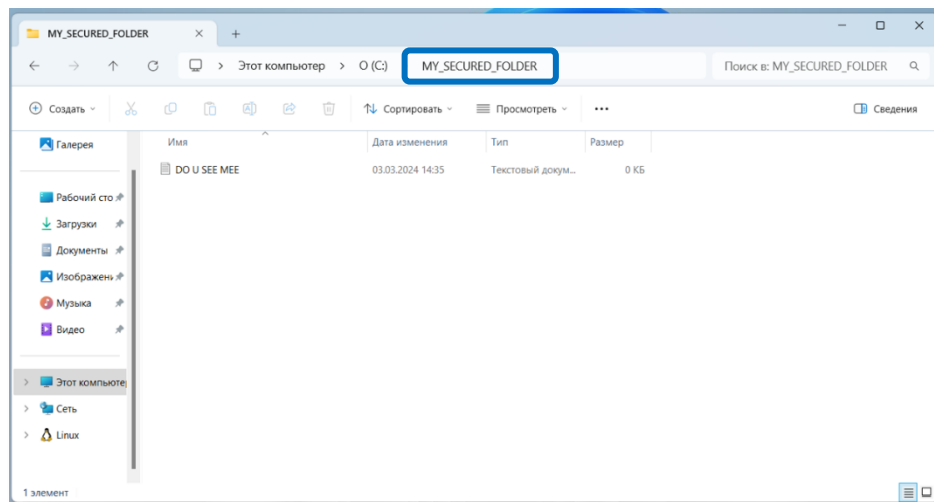 MY_SECURED_FOLDER
Этот компьютер > O (C:) MY_SECURED_FOLDER
Поиск в: MY_SECURED_FOLDER
Создать
Сортировать
Просмотреть
Сведения
Галерея
Имя
Дата изменения
Тип
Размер
DO U SEE MEE
03.03.2024 14:35
Текстовый докум...
0 КБ
Рабочий сто
Загрузки
Документы
Изображени
Музыка
Видео
Этот компьюте
Сеть
Linux
1 элемент